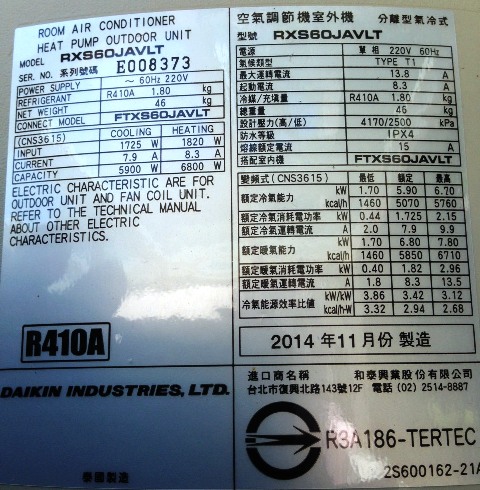 ROOM AIR CONDITIONER
HEAT PUMP OUTDOOR UNIT
MODEL RXS60JAVLT
SER. NO. 系列號碼 E008373
POWER SUPPLY ~ 60Hz 220V
REFRIGERANT R410A 1.80 kg
NET WEIGHT 46 kg
CONNECT MODEL FTXS60JAVLT
(CNS3615) COOLING HEATING
INPUT 1725 W 1820 W
CURRENT 7.9 A 8.3 A
CAPACITY 5900 W 6800 W
ELECTRIC CHARACTERISTIC ARE FOR
OUTDOOR UNIT AND FAN COIL UNIT.
REFER TO THE TECHNICAL MANUAL
ABOUT OTHER ELECTRIC
CHARACTERISTICS.
R410A
DAIKIN INDUSTRIES, LTD.
泰國製造
空氣調節機室外機 分離型氣冷式
型號 RXS60JAVLT
電源 單相 220V 60Hz
氣候類型 TYPE T1
最大運轉電流 13.8 A
起動電流 8.3 A
冷媒/充填量 R410A 1.80 kg
總重量 46 kg
設計壓力(高/低) 4170/2500 kPa
防水等級 IPX4
熔線額定電流 15 A
搭配室內機 FTXS60JAVLT
變頻式(CNS3615) 最低 額定 最高
額定冷氣能力 kW 1.70 5.90 6.70
kcal/h 1460 5070 5760
額定冷氣消耗電功率 kW 0.44 1.725 2.15
額定冷氣運轉電流 A 2.0 7.9 9.9
額定暖氣能力 kW 1.70 6.80 7.80
kcal/h 1460 5850 6710
額定暖氣消耗電功率 kW 0.40 1.82 2.96
額定暖氣運轉電流 A 1.8 8.3 13.5
冷氣能源效率比值 kW/kW 3.86 3.42 3.12
kcal/h·W 3.32 2.94 2.68
2014 年 11 月份 製造
進口商名稱 和泰興業股份有限公司
台北市復興北路143號12F 電話 (02) 2514-8887
R3A186-TERTEC
2S600162-21A